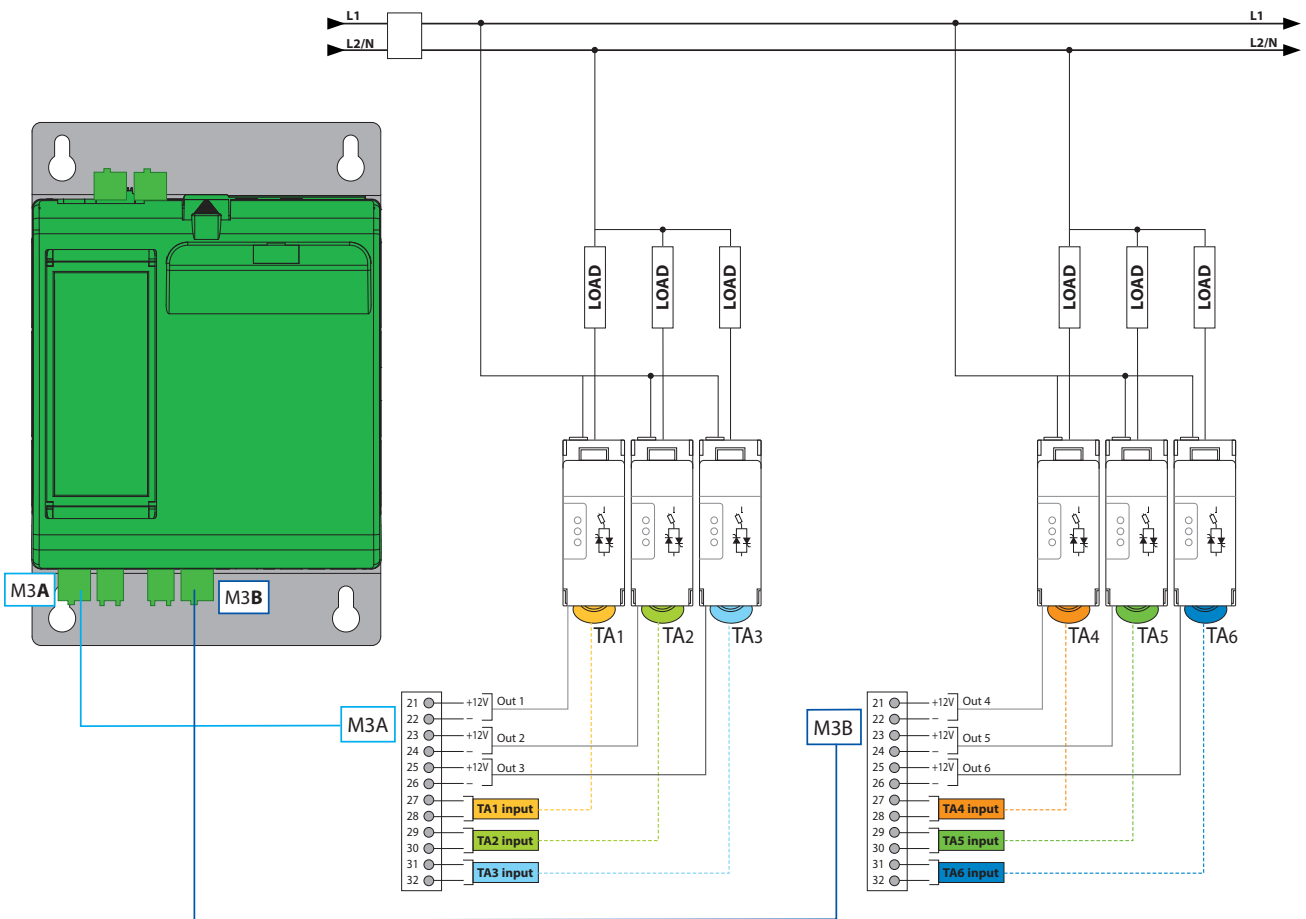 L1 L1
L2/N L2/N
LOAD LOAD LOAD LOAD LOAD LOAD
M3A M3B
TA1 TA2 TA3 TA4 TA5 TA6
M3A
21 +12V Out 1
22 –
23 +12V Out 2
24 –
25 +12V Out 3
26 –
27
28 TA1 input
29
30 TA2 input
31
32 TA3 input
M3B
21 +12V Out 4
22 –
23 +12V Out 5
24 –
25 +12V Out 6
26 –
27
28 TA4 input
29
30 TA5 input
31
32 TA6 input